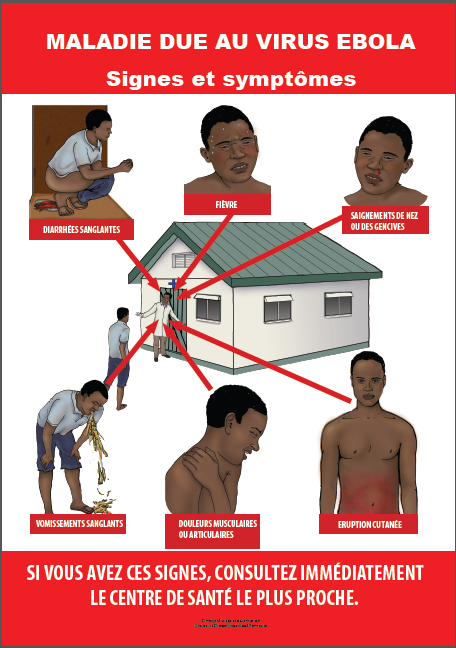 MALADIE DUE AU VIRUS EBOLA
Signes et symptômes
DIARRHÉES SANGLANTES
FIÈVRE
SAIGNEMENTS DE NEZ
OU DES GENCIVES
VOMISSEMENTS SANGLANTS
DOULEURS MUSCULAIRES
OU ARTICULAIRES
ERUPTION CUTANÉE
SI VOUS AVEZ CES SIGNES, CONSULTEZ IMMÉDIATEMENT
LE CENTRE DE SANTÉ LE PLUS PROCHE.